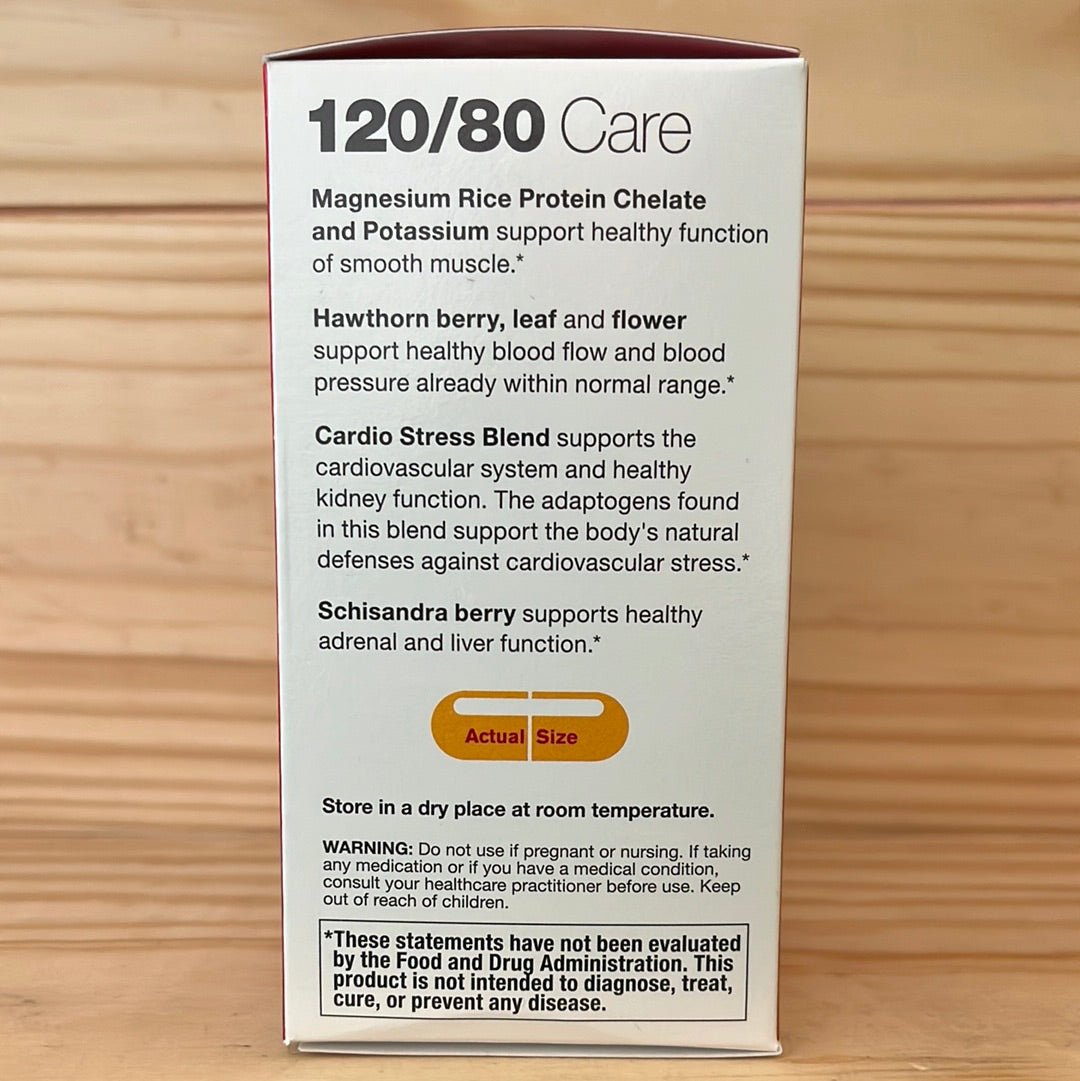 120/80 Care
Magnesium Rice Protein Chelate
and Potassium support healthy function
of smooth muscle.*
Hawthorn berry, leaf and flower
support healthy blood flow and blood
pressure already within normal range.*
Cardio Stress Blend supports the
cardiovascular system and healthy
kidney function. The adaptogens found
in this blend support the body's natural
defenses against cardiovascular stress.*
Schisandra berry supports healthy
adrenal and liver function.*
Actual Size
Store in a dry place at room temperature.
WARNING: Do not use if pregnant or nursing. If taking
any medication or if you have a medical condition,
consult your healthcare practitioner before use. Keep
out of reach of children.
*These statements have not been evaluated
by the Food and Drug Administration. This
product is not intended to diagnose, treat,
cure, or prevent any disease.